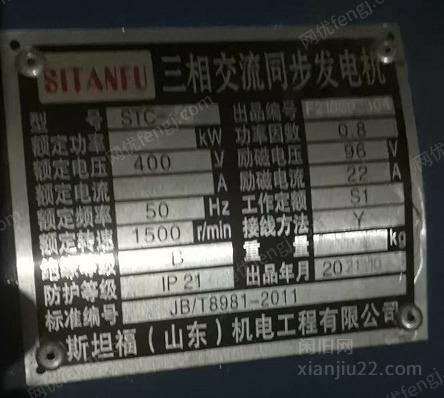 SITANFU 三相交流同步发电机
型号 STC- 出品编号
额定功率 kW 功率因数 0.8
额定电压 400 V 励磁电压 96 V
额定电流 A 励磁电流 22 A
额定频率 50 Hz 工作定额 S1
额定转速 1500 r/min 接线方法 Y
绝缘等级 B 重量 kg
防护等级 IP 21 出品年月 2021
标准编号 JB/T8981-2011
斯坦福（山东）机电工程有限公司
闲旧网
xianjiu22.com